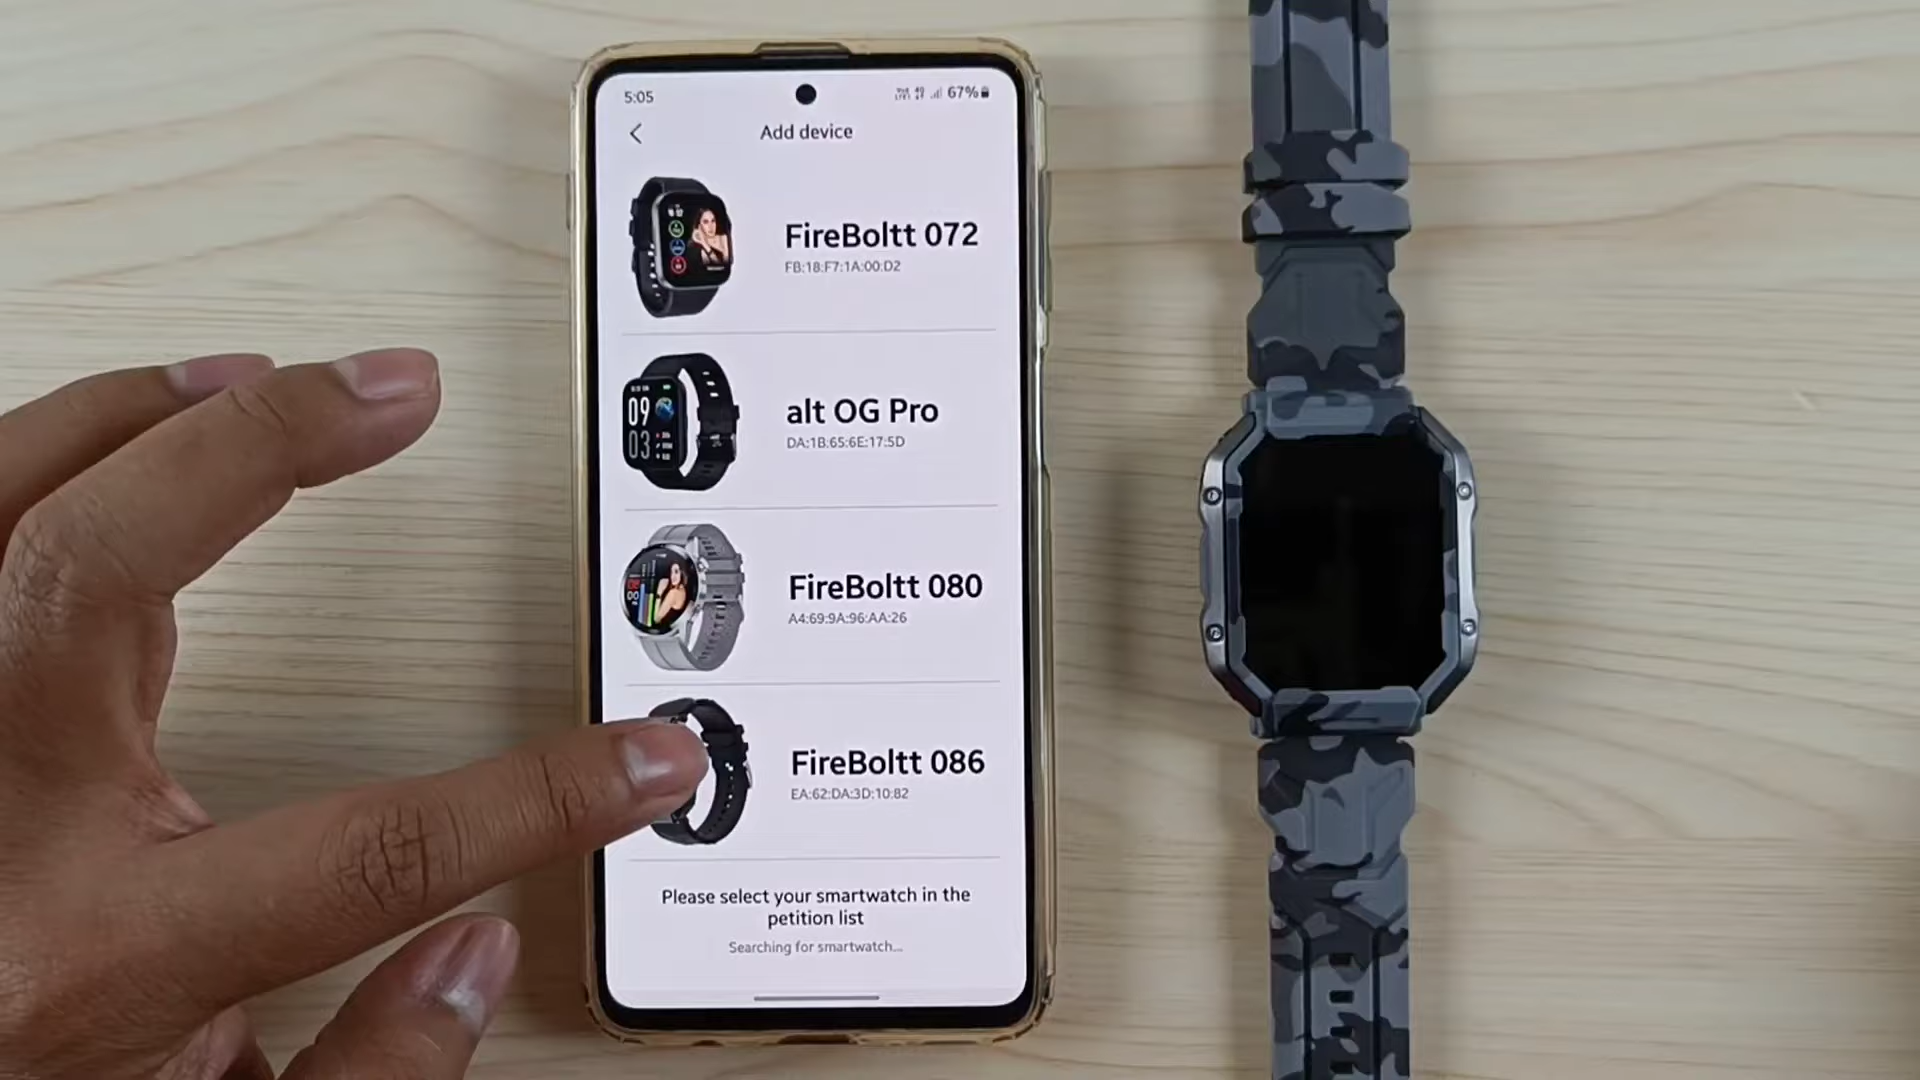 5:05
67%
Add device
FireBoltt 072
FB:18:F7:1A:00:D2
09
03
alt OG Pro
DA:1B:65:6E:17:5D
FireBoltt 080
A4:69:9A:96:AA:26
FireBoltt 086
EA:62:DA:3D:10:82
Please select your smartwatch in the
petition list
Searching for smartwatch...